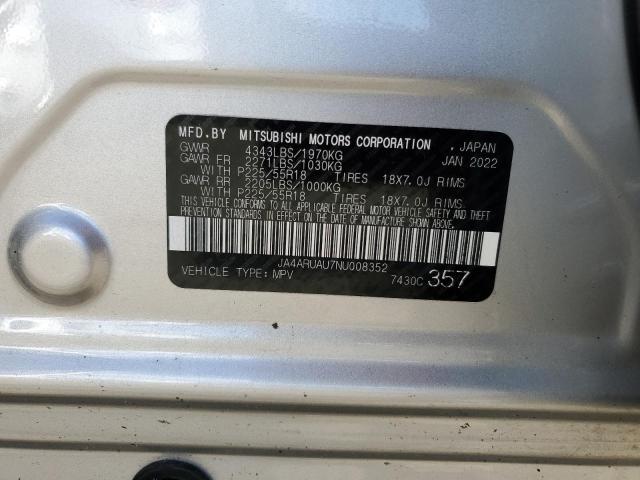 MFD.BY MITSUBISHI MOTORS CORPORATION , JAPAN
GVWR 4343LBS/1970KG JAN 2022
GAWR FR 2271LBS/1030KG
WITH P225/55R18 TIRES 18X7.0J RIMS
GAWR RR 2205LBS/1000KG
WITH P225/55R18 TIRES 18X7.0J RIMS
THIS VEHICLE CONFORMS TO ALL APPLICABLE FEDERAL MOTOR VEHICLE SAFETY AND THEFT
PREVENTION STANDARDS IN EFFECT ON THE DATE OF MANUFACTURE SHOWN ABOVE.
JA4ARUAU7NU008352
VEHICLE TYPE: MPV 7430C 357